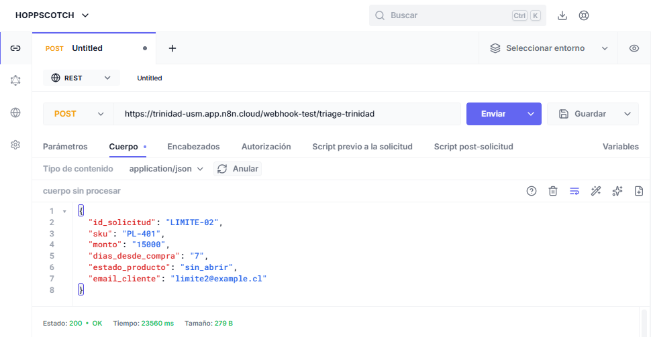 HOPPSCOTCH
Buscar
Ctrl K
POST Untitled
Seleccionar entorno
REST
Untitled
POST
https://trinidad-usm.app.n8n.cloud/webhook-test/triage-trinidad
Enviar
Guardar
Parámetros Cuerpo Encabezados Autorización Script previo a la solicitud Script post-solicitud Variables
Tipo de contenido application/json Anular
cuerpo sin procesar
1 {
2 "id_solicitud": "LIMITE-02",
3 "sku": "PL-401",
4 "monto": "15000",
5 "dias_desde_compra": "7",
6 "estado_producto": "sin_abrir",
7 "email_cliente": "limite2@example.cl"
8 }
Estado: 200 • OK Tiempo: 23560 ms Tamaño: 279 B